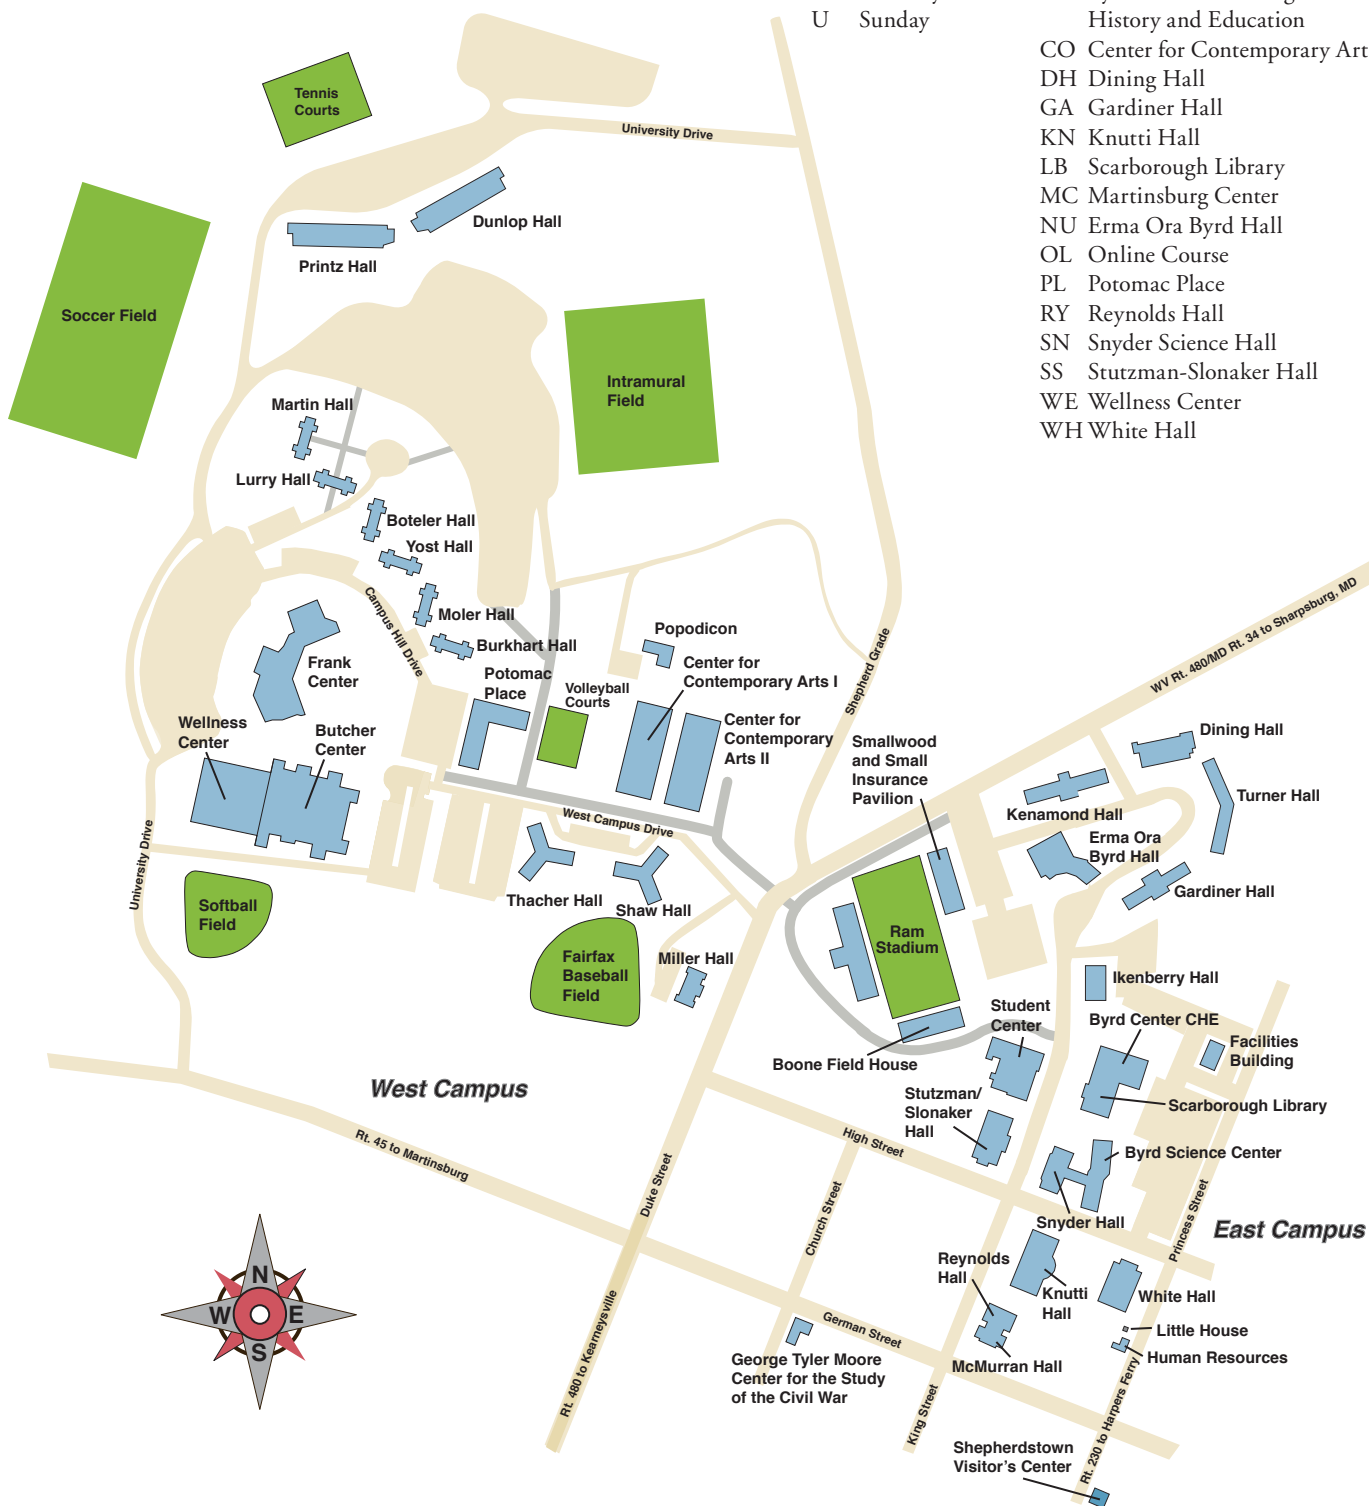 U Sunday
History and Education
CO Center for Contemporary Art
DH Dining Hall
GA Gardiner Hall
KN Knutti Hall
LB Scarborough Library
MC Martinsburg Center
NU Erma Ora Byrd Hall
OL Online Course
PL Potomac Place
RY Reynolds Hall
SN Snyder Science Hall
SS Stutzman-Slonaker Hall
WE Wellness Center
WH White Hall
Tennis
Courts
University Drive
Dunlop Hall
Printz Hall
Soccer Field
Intramural
Field
Martin Hall
Lurry Hall
Boteler Hall
Yost Hall
Campus Hill Drive
Moler Hall
Burkhart Hall
Popodicon
Shepherd Grade
WV Rt. 480/MD Rt. 34 to Sharpsburg, MD
Frank
Center
Potomac
Place
Volleyball
Courts
Center for
Contemporary Arts I
Center for
Contemporary
Arts II
Wellness
Center
Butcher
Center
Smallwood
and Small
Insurance
Pavilion
Dining Hall
Turner Hall
Kenamond Hall
Erma Ora
Byrd Hall
Gardiner Hall
West Campus Drive
University Drive
Thacher Hall
Shaw Hall
Softball
Field
Fairfax
Baseball
Field
Miller Hall
Ram
Stadium
Ikenberry Hall
Student
Center
Byrd Center CHE
Facilities
Building
Boone Field House
West Campus
Stutzman/
Slonaker
Hall
Scarborough Library
High Street
Rt. 45 to Martinsburg
Duke Street
Church Street
Byrd Science Center
Snyder Hall
Princess Street
East Campus
Reynolds
Hall
Knutti
Hall
White Hall
Little House
Human Resources
McMurran Hall
German Street
George Tyler Moore
Center for the Study
of the Civil War
Rt. 480 to Kearneysville
King Street
Rt. 230 to Harpers Ferry
Shepherdstown
Visitor's Center
N
W E
S